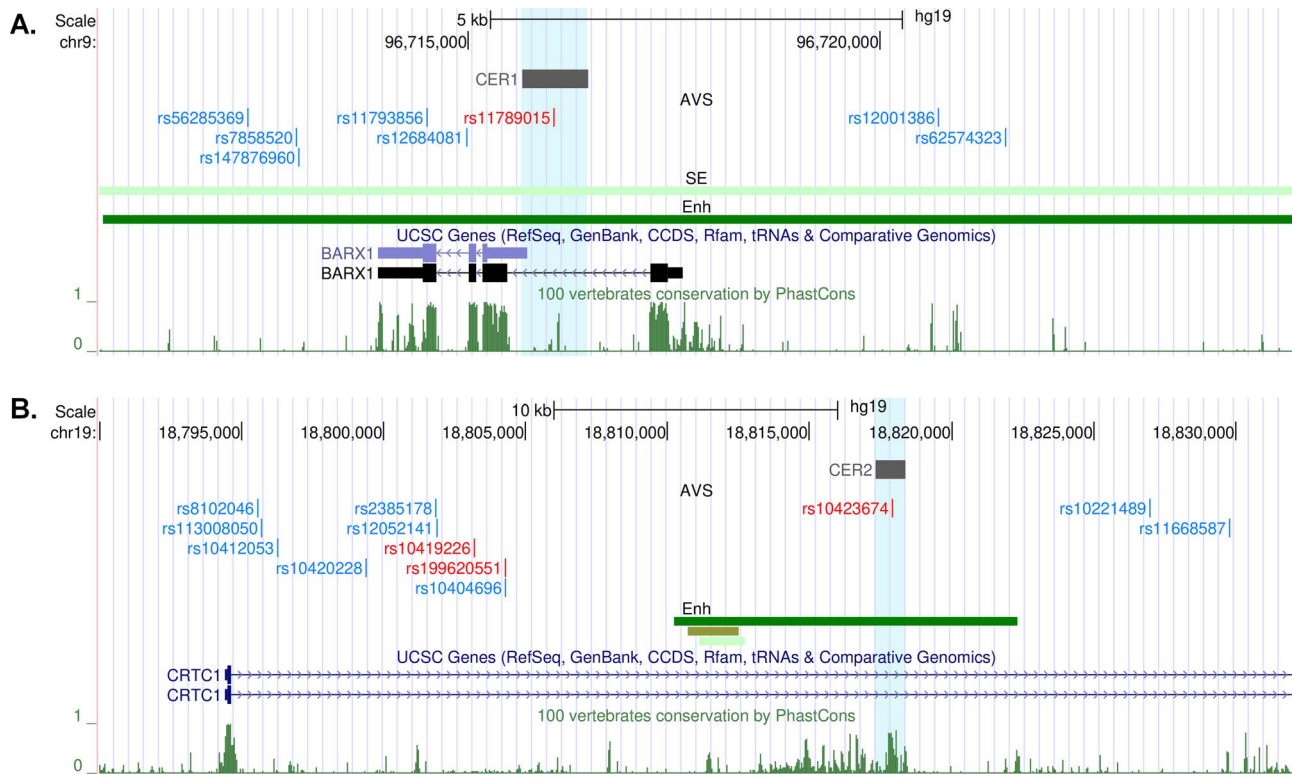 A.
Scale 5 kb hg19
chr9: 96,715,000 96,720,000
CER1
AVS
rs56285369 rs11793856 rs11789015 rs12001386
rs7858520 rs12684081 rs62574323
rs147876960
SE
Enh
UCSC Genes (RefSeq, GenBank, CCDS, Rfam, tRNAs & Comparative Genomics)
BARX1
BARX1
100 vertebrates conservation by PhastCons
1
0
B.
Scale 10 kb hg19
chr19: 18,795,000 18,800,000 18,805,000 18,810,000 18,815,000 18,820,000 18,825,000 18,830,000
CER2
AVS
rs8102046 rs2385178 rs10423674 rs10221489
rs113008050 rs12052141 rs11668587
rs10412053 rs10419226
rs10420228 rs199620551
rs10404696
Enh
UCSC Genes (RefSeq, GenBank, CCDS, Rfam, tRNAs & Comparative Genomics)
CRTC1
CRTC1
100 vertebrates conservation by PhastCons
1
0